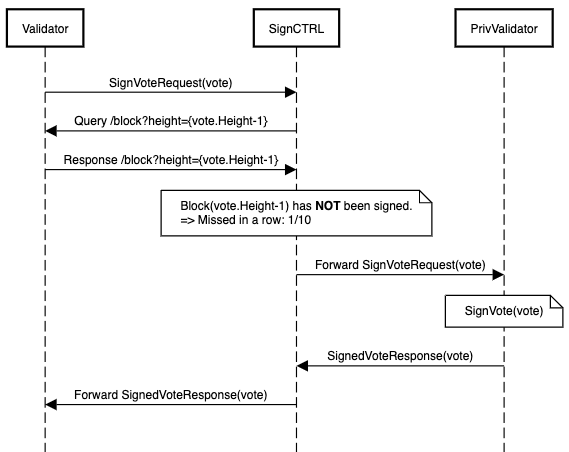 Validator
SignCTRL
PrivValidator
SignVoteRequest(vote)
Query /block?height={vote.Height-1}
Response /block?height={vote.Height-1}
Block(vote.Height-1) has NOT been signed.
=> Missed in a row: 1/10
Forward SignVoteRequest(vote)
SignVote(vote)
SignedVoteResponse(vote)
Forward SignedVoteResponse(vote)